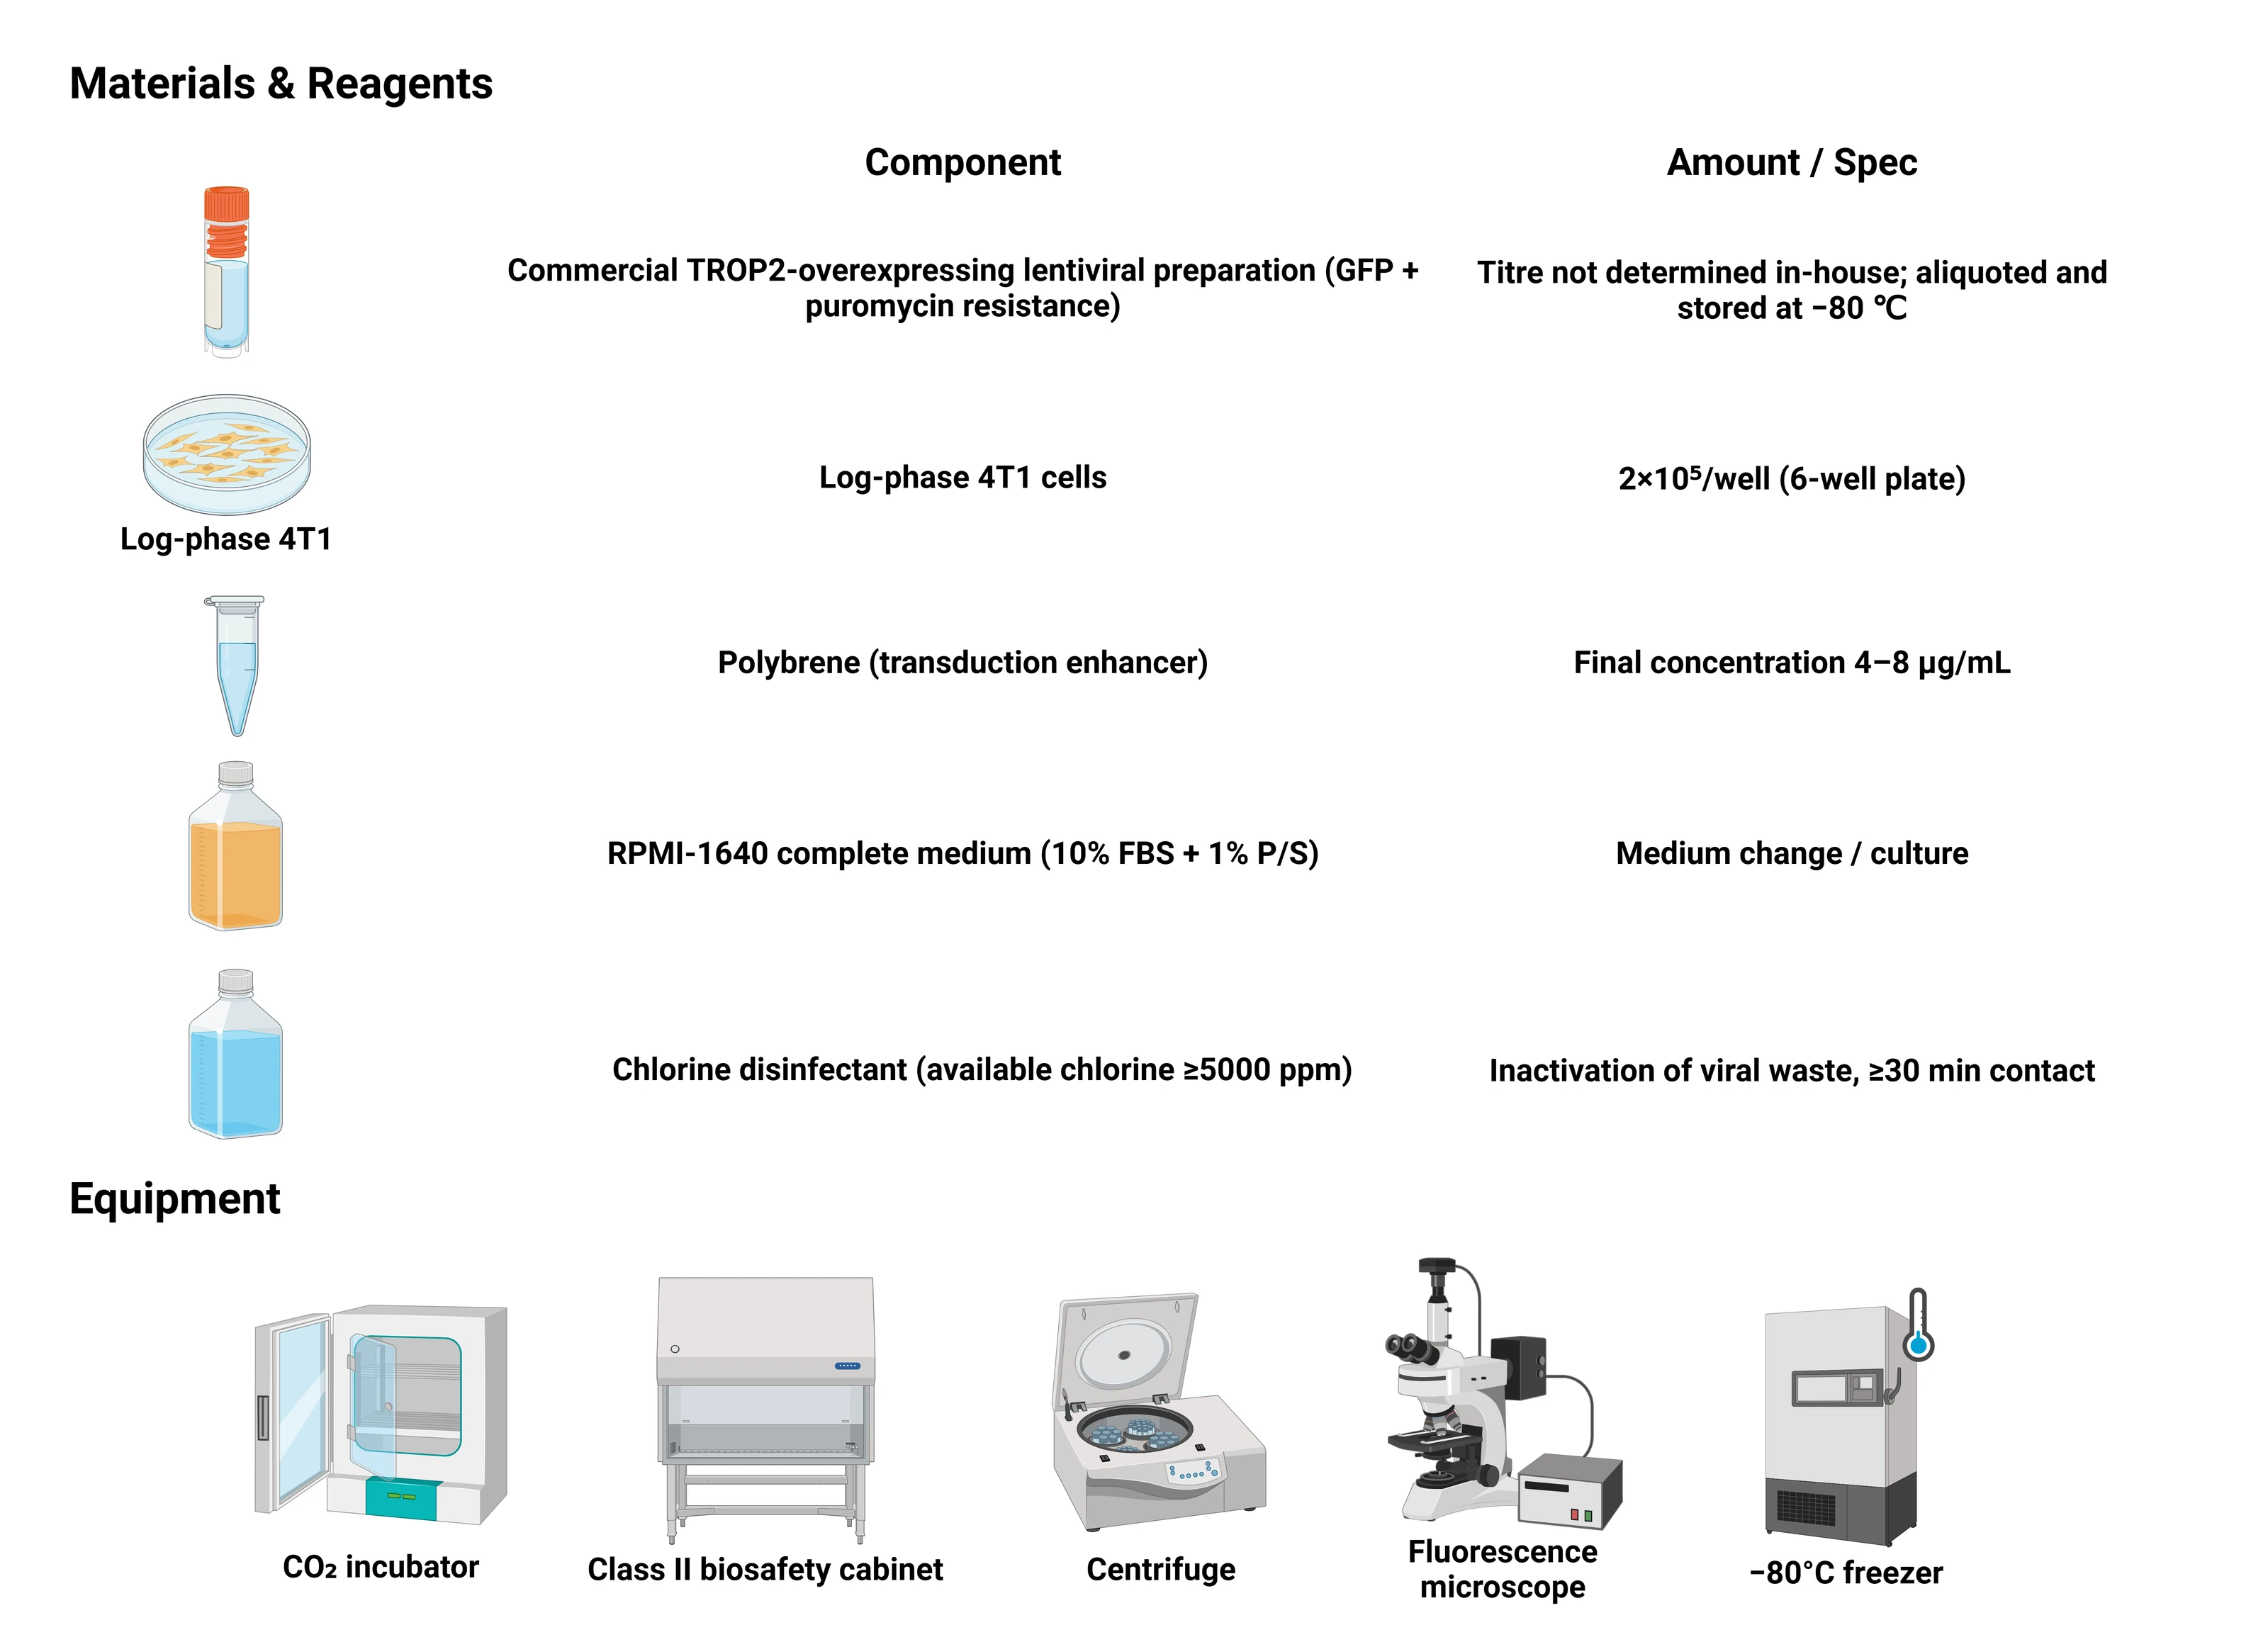 Materials & Reagents
Component
Amount / Spec
Commercial TROP2-overexpressing lentiviral preparation (GFP +
puromycin resistance)
Titre not determined in-house; aliquoted and
stored at −80 ℃
Log-phase 4T1
Log-phase 4T1 cells
2×10⁵/well (6-well plate)
Polybrene (transduction enhancer)
Final concentration 4–8 µg/mL
RPMI-1640 complete medium (10% FBS + 1% P/S)
Medium change / culture
Chlorine disinfectant (available chlorine ≥5000 ppm)
Inactivation of viral waste, ≥30 min contact
Equipment
CO₂ incubator
Class II biosafety cabinet
Centrifuge
Fluorescence
microscope
−80°C freezer